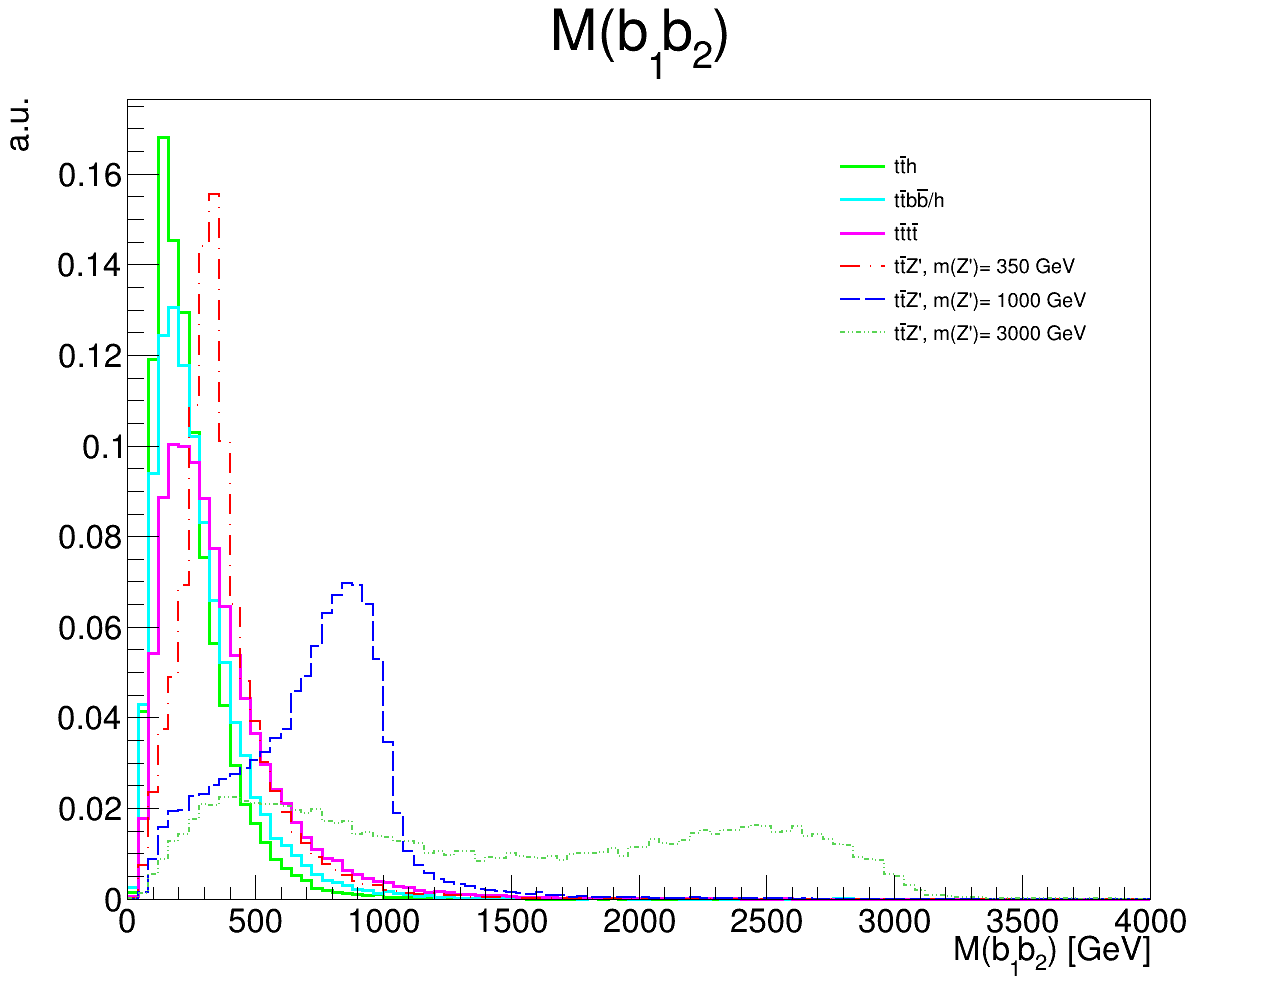 M(b₁b₂)
a.u.
0.16
0.14
0.12
0.1
0.08
0.06
0.04
0.02
0
tt̄h
tt̄bb̄/h
tt̄tt̄
tt̄Z', m(Z')= 350 GeV
tt̄Z', m(Z')= 1000 GeV
tt̄Z', m(Z')= 3000 GeV
0 500 1000 1500 2000 2500 3000 3500 4000
M(b₁b₂) [GeV]